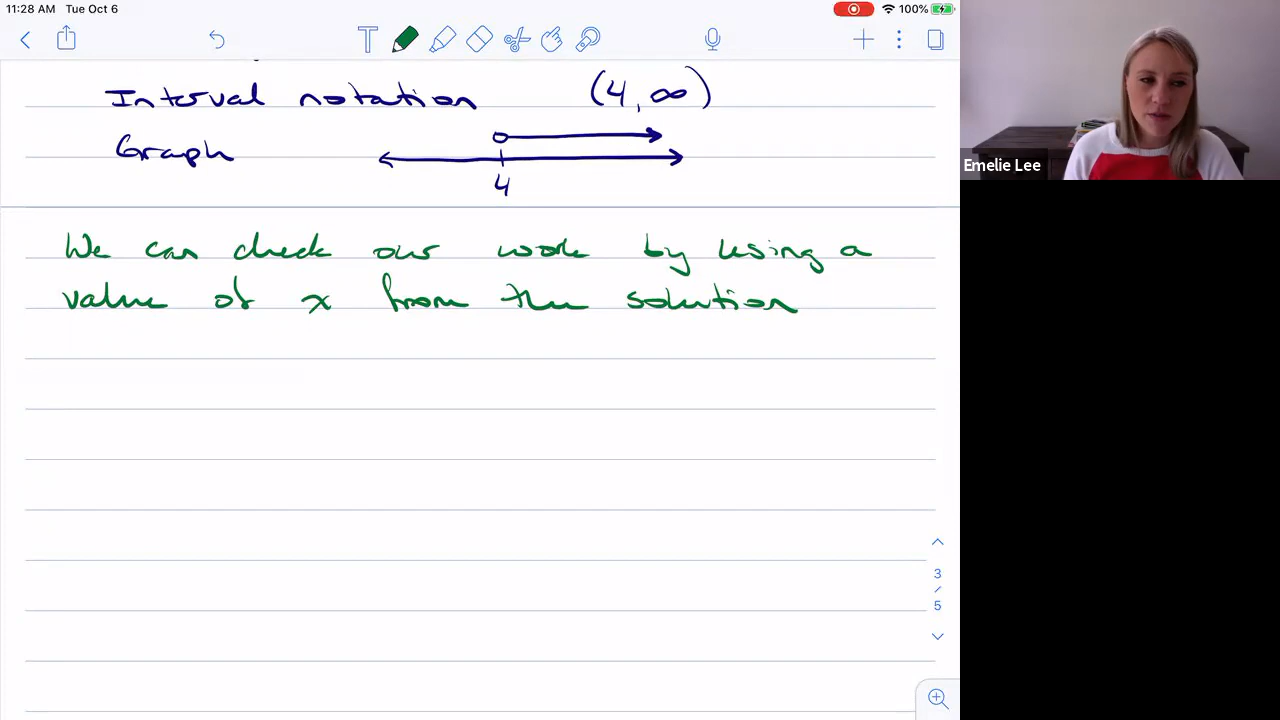 11:28 AM Tue Oct 6
100%
T
Interval notation (4, ∞)
Graph
4
We can check our work by using a
value of x from the solution
3
/
5
Emelie Lee